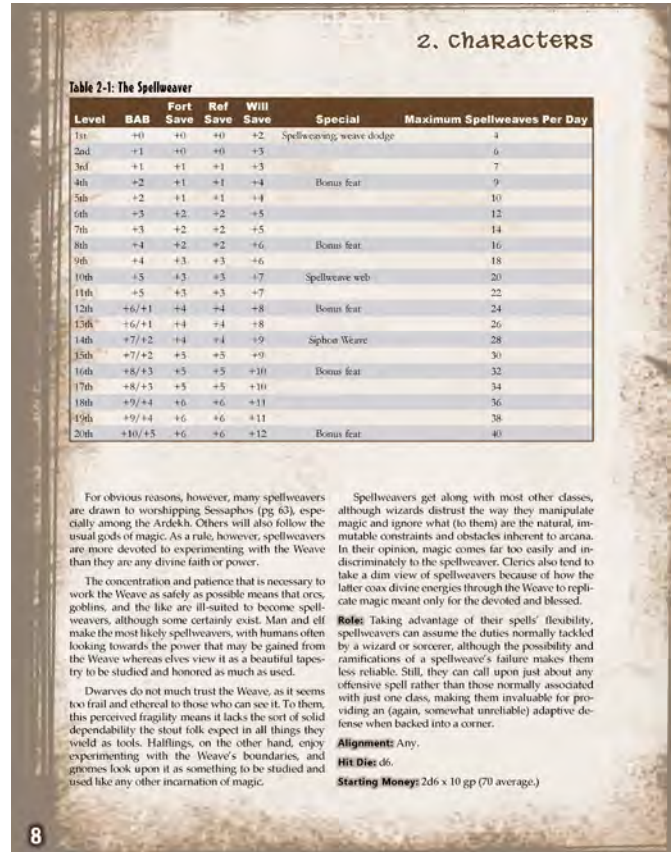 2. Characters
Table 2-1: The Spellweaver
Level BAB Fort Save Ref Save Will Save Special Maximum Spellweaves Per Day
1st +0 +0 +0 +2 Spellweaving, weave dodge 4
2nd +1 +0 +0 +3 6
3rd +1 +1 +1 +3 7
4th +2 +1 +1 +4 Bonus feat 9
5th +2 +1 +1 +4 10
6th +3 +2 +2 +5 12
7th +3 +2 +2 +5 14
8th +4 +2 +2 +6 Bonus feat 16
9th +4 +3 +3 +6 18
10th +5 +3 +3 +7 Spellweave web 20
11th +5 +3 +3 +7 22
12th +6/+1 +4 +4 +8 Bonus feat 24
13th +6/+1 +4 +4 +8 26
14th +7/+2 +4 +4 +9 Siphon Weave 28
15th +7/+2 +5 +5 +9 30
16th +8/+3 +5 +5 +10 Bonus feat 32
17th +8/+3 +5 +5 +10 34
18th +9/+4 +6 +6 +11 36
19th +9/+4 +6 +6 +11 38
20th +10/+5 +6 +6 +12 Bonus feat 40
For obvious reasons, however, many spellweavers
are drawn to worshipping Sessaphos (pg 63), espe-
cially among the Ardekh. Others will also follow the
usual gods of magic. As a rule, however, spellweavers
are more devoted to experimenting with the Weave
than they are any divine faith or power.
The concentration and patience that is necessary to
work the Weave as safely as possible means that orcs,
goblins, and the like are ill-suited to become spell-
weavers, although some certainly exist. Man and elf
make the most likely spellweavers, with humans often
looking towards the power that may be gained from
the Weave whereas elves view it as a beautiful tapes-
try to be studied and honored as much as used.
Dwarves do not much trust the Weave, as it seems
too frail and ethereal to those who can see it. To them,
this perceived fragility means it lacks the sort of solid
dependability the stout folk expect in all things they
wield as tools. Halflings, on the other hand, enjoy
experimenting with the Weave's boundaries, and
gnomes look upon it as something to be studied and
used like any other incarnation of magic.
Spellweavers get along with most other classes,
although wizards distrust the way they manipulate
magic and ignore what (to them) are the natural, im-
mutable constraints and obstacles inherent to arcana.
In their opinion, magic comes far too easily and in-
discriminately to the spellweaver. Clerics also tend to
take a dim view of spellweavers because of how the
latter coax divine energies through the Weave to repli-
cate magic meant only for the devoted and blessed.
Role: Taking advantage of their spells' flexibility,
spellweavers can assume the duties normally tackled
by a wizard or sorcerer, although the possibility and
ramifications of a spellweave's failure makes them
less reliable. Still, they can call upon just about any
offensive spell rather than those normally associated
with just one class, making them invaluable for pro-
viding an (again, somewhat unreliable) adaptive de-
fense when backed into a corner.
Alignment: Any.
Hit Die: d6.
Starting Money: 2d6 x 10 gp (70 average.)
8